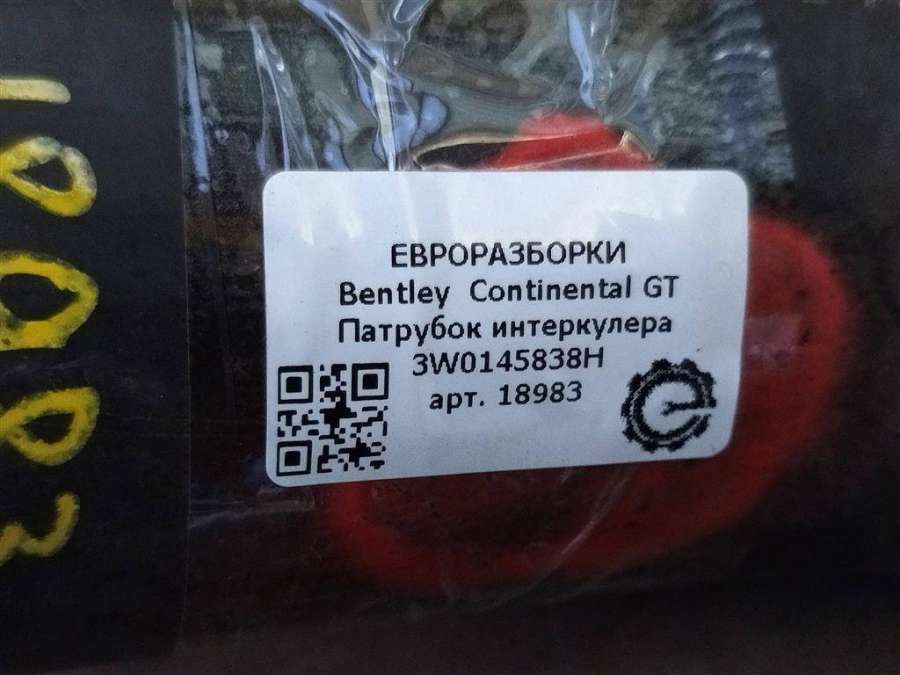 ЕВРОРАЗБОРКИ
Bentley Continental GT
Патрубок интеркулера
3W0145838H
арт. 18983
18983